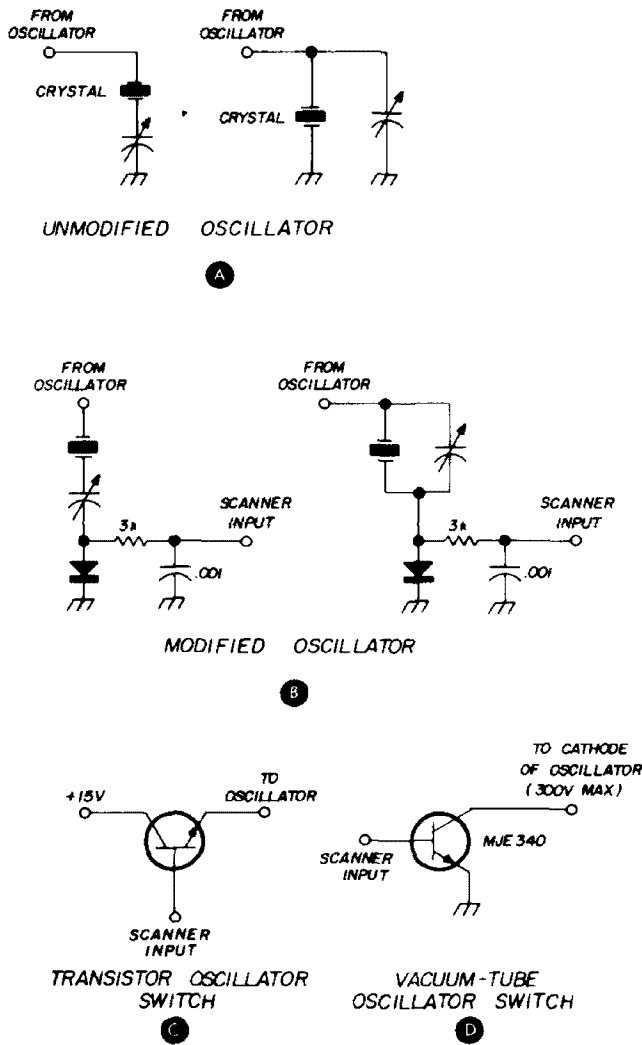 FROM
OSCILLATOR
FROM
OSCILLATOR
CRYSTAL
CRYSTAL
UNMODIFIED OSCILLATOR
A
FROM
OSCILLATOR
FROM
OSCILLATOR
SCANNER
INPUT
3k
.001
SCANNER
INPUT
3k
.001
MODIFIED OSCILLATOR
B
+15V
TO
OSCILLATOR
SCANNER
INPUT
TRANSISTOR OSCILLATOR
SWITCH
C
TO CATHODE
OF OSCILLATOR
(300V MAX)
MJE340
SCANNER
INPUT
VACUUM-TUBE
OSCILLATOR SWITCH
D